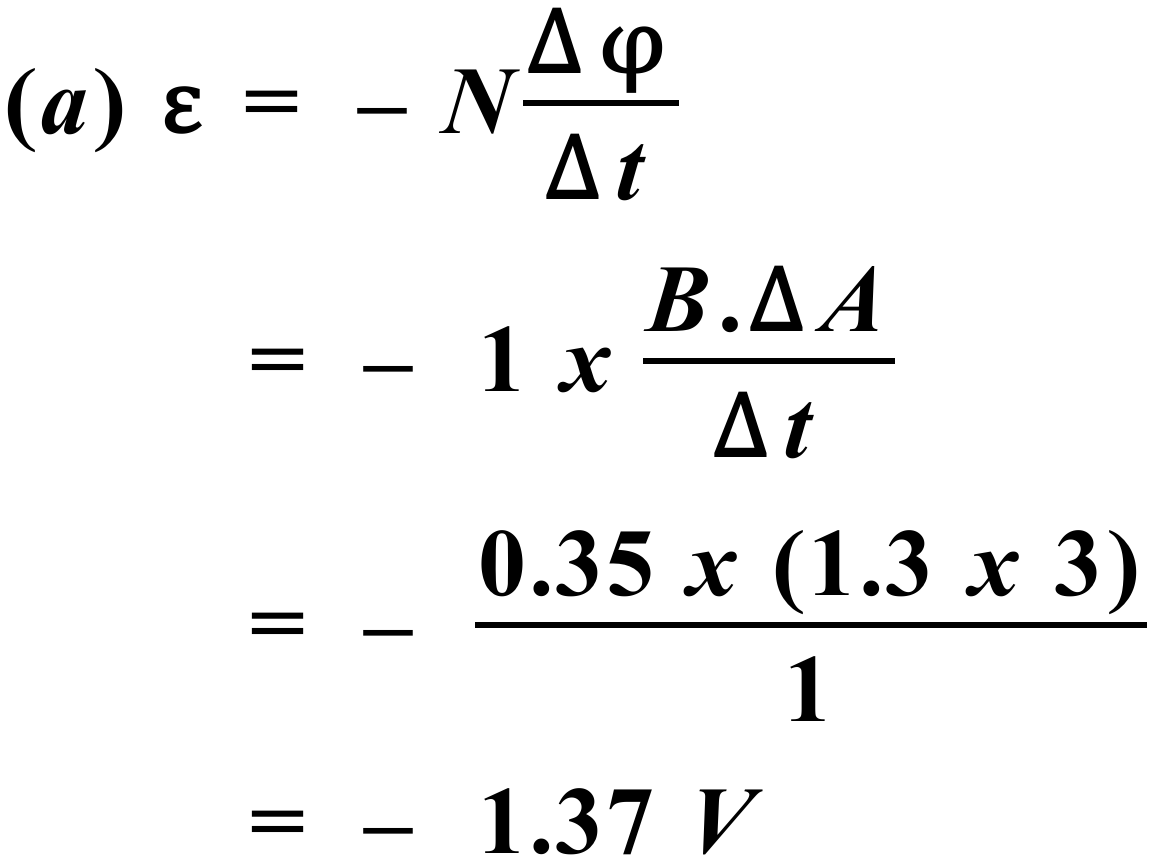 (a) ε = − N Δφ / Δt
= − 1 x B.ΔA / Δt
= − 0.35 x (1.3 x 3) / 1
= − 1.37 V